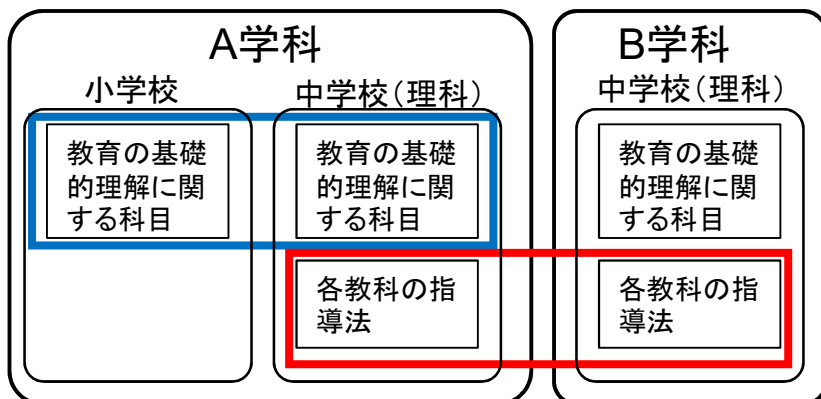 A学科
小学校
教育の基礎
的理解に関
する科目
中学校(理科)
教育の基礎
的理解に関
する科目
各教科の指
導法
B学科
中学校(理科)
教育の基礎
的理解に関
する科目
各教科の指
導法